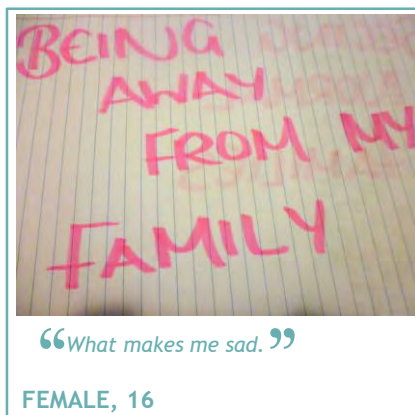 BEING
AWAY
FROM MY
FAMILY
“What makes me sad.”
FEMALE, 16